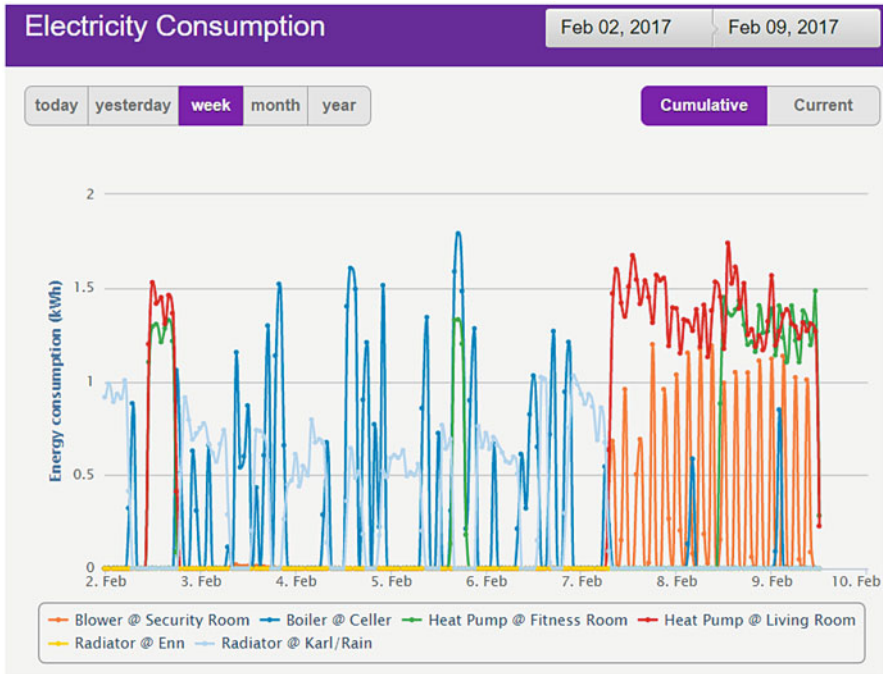 Electricity Consumption
Feb 02, 2017 Feb 09, 2017
today yesterday week month year
Cumulative Current
Energy consumption (kWh)
2
1.5
1
0.5
0
2. Feb 3. Feb 4. Feb 5. Feb 6. Feb 7. Feb 8. Feb 9. Feb 10. Feb
Blower @ Security Room Boiler @ Celler Heat Pump @ Fitness Room Heat Pump @ Living Room
Radiator @ Enn Radiator @ Karl/Rain